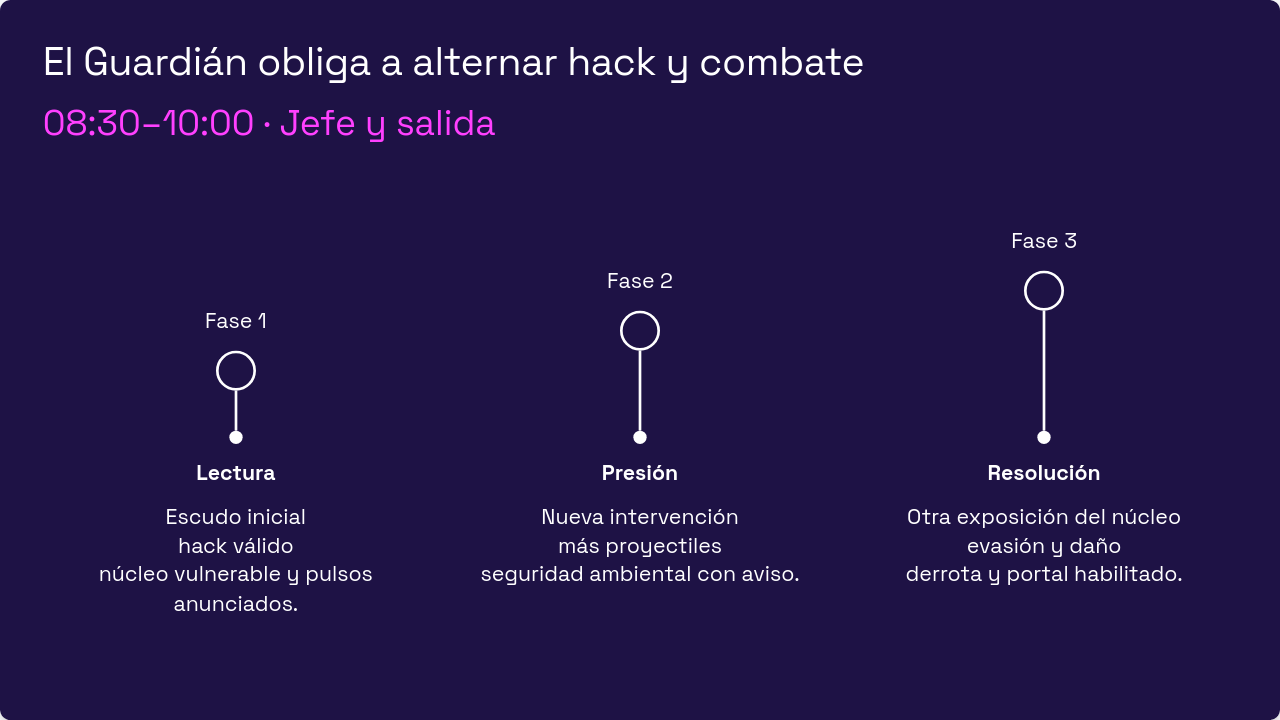 El Guardián obliga a alternar hack y combate
08:30–10:00 · Jefe y salida
Fase 1
Lectura
Escudo inicial
hack válido
núcleo vulnerable y pulsos
anunciados.
Fase 2
Presión
Nueva intervención
más proyectiles
seguridad ambiental con aviso.
Fase 3
Resolución
Otra exposición del núcleo
evasión y daño
derrota y portal habilitado.